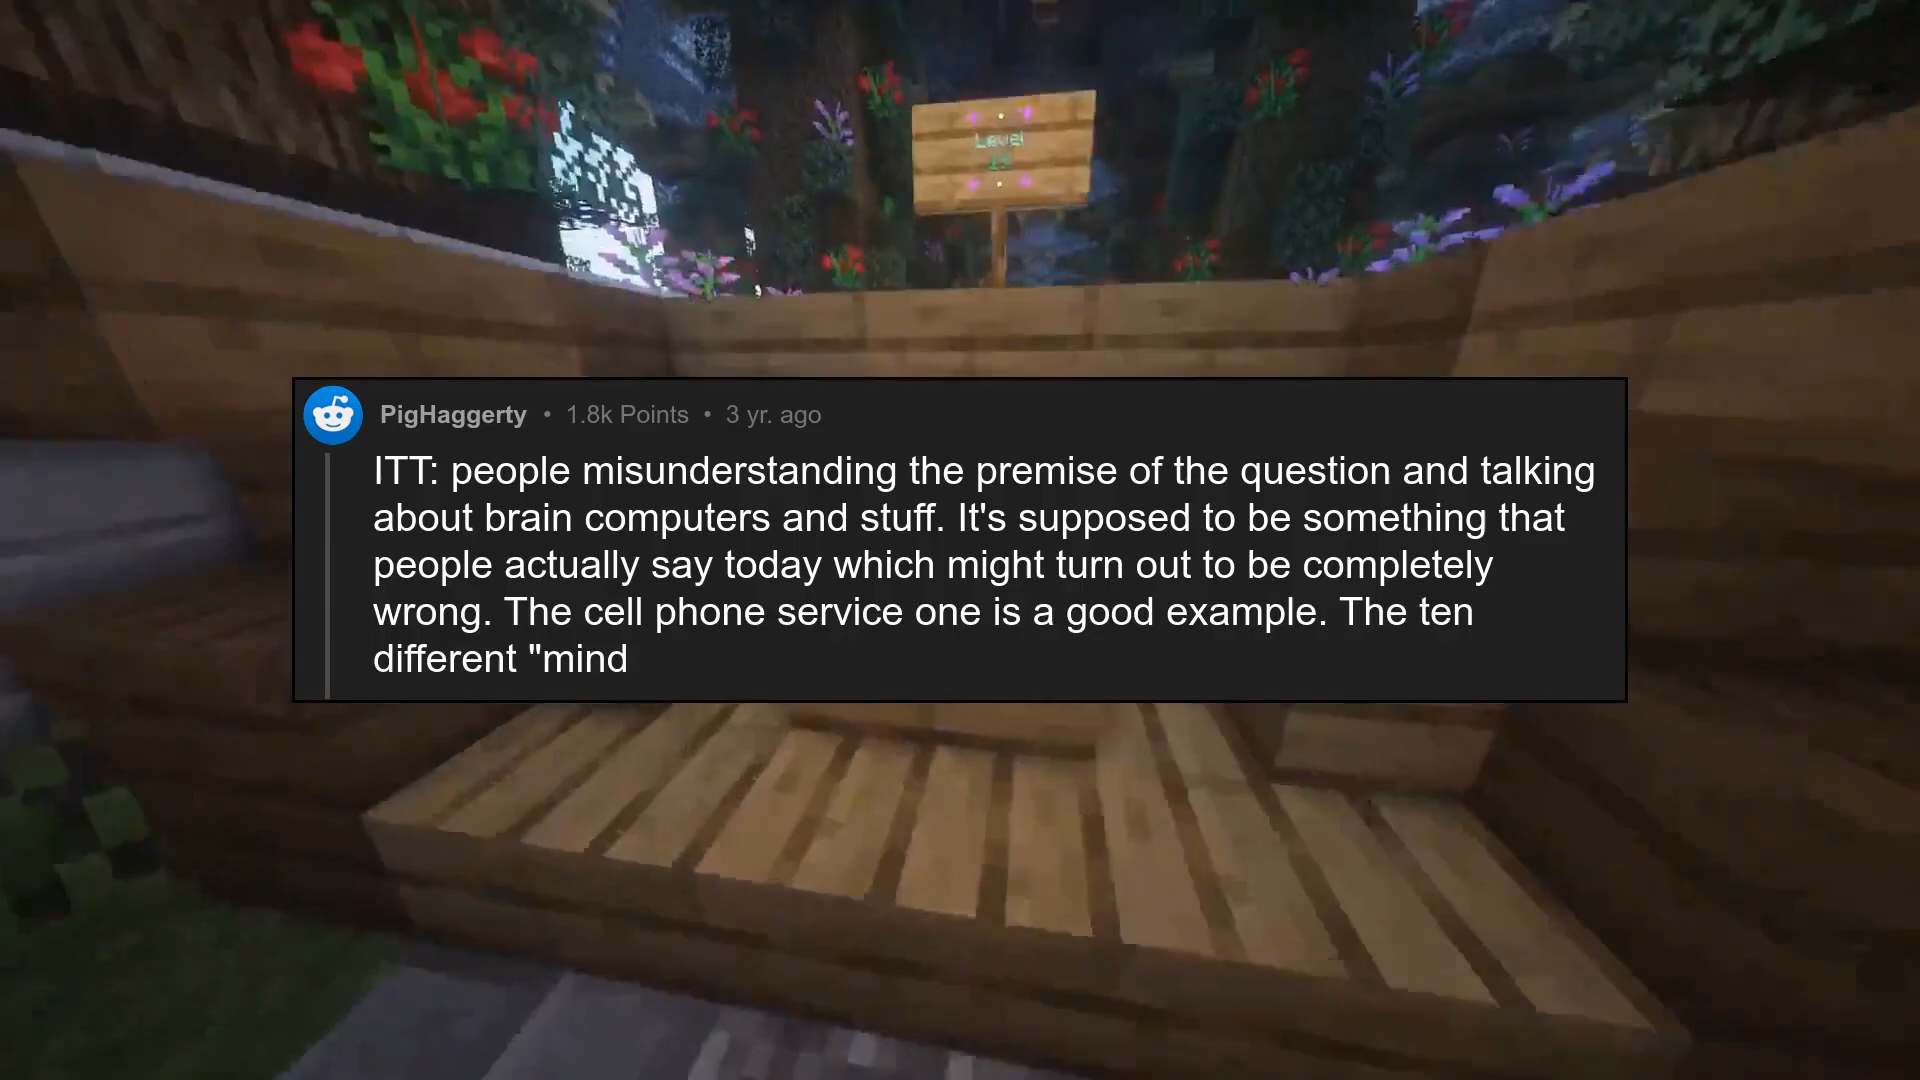 Level
PigHaggerty • 1.8k Points • 3 yr. ago
ITT: people misunderstanding the premise of the question and talking
about brain computers and stuff. It's supposed to be something that
people actually say today which might turn out to be completely
wrong. The cell phone service one is a good example. The ten
different "mind